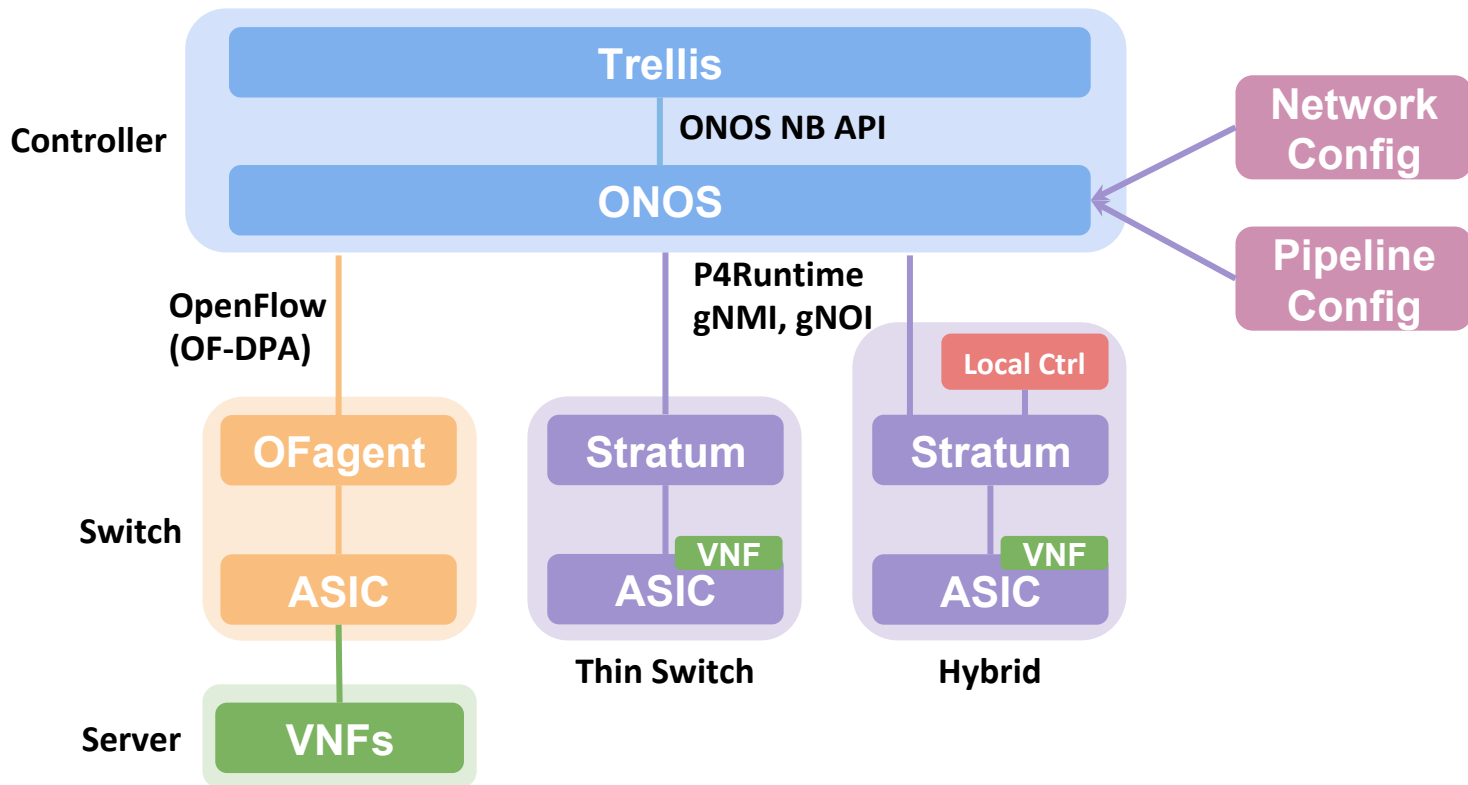 Trellis
Controller
ONOS NB API
ONOS
Network
Config
Pipeline
Config
OpenFlow
(OF-DPA)
P4Runtime
gNMI, gNOI
Local Ctrl
Switch
OFagent
ASIC
Stratum
VNF
ASIC
Thin Switch
Stratum
VNF
ASIC
Hybrid
Server
VNFs